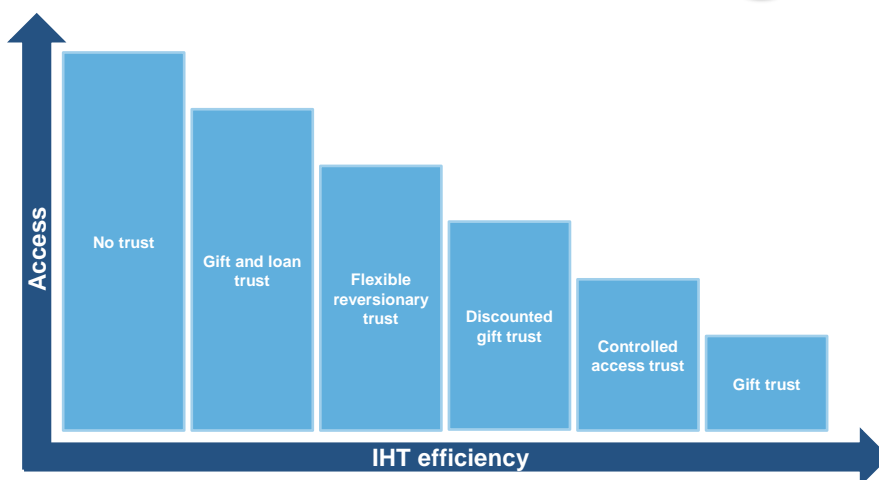 Access
No trust
Gift and loan
trust
Flexible
reversionary
trust
Discounted
gift trust
Controlled
access trust
Gift trust
IHT efficiency